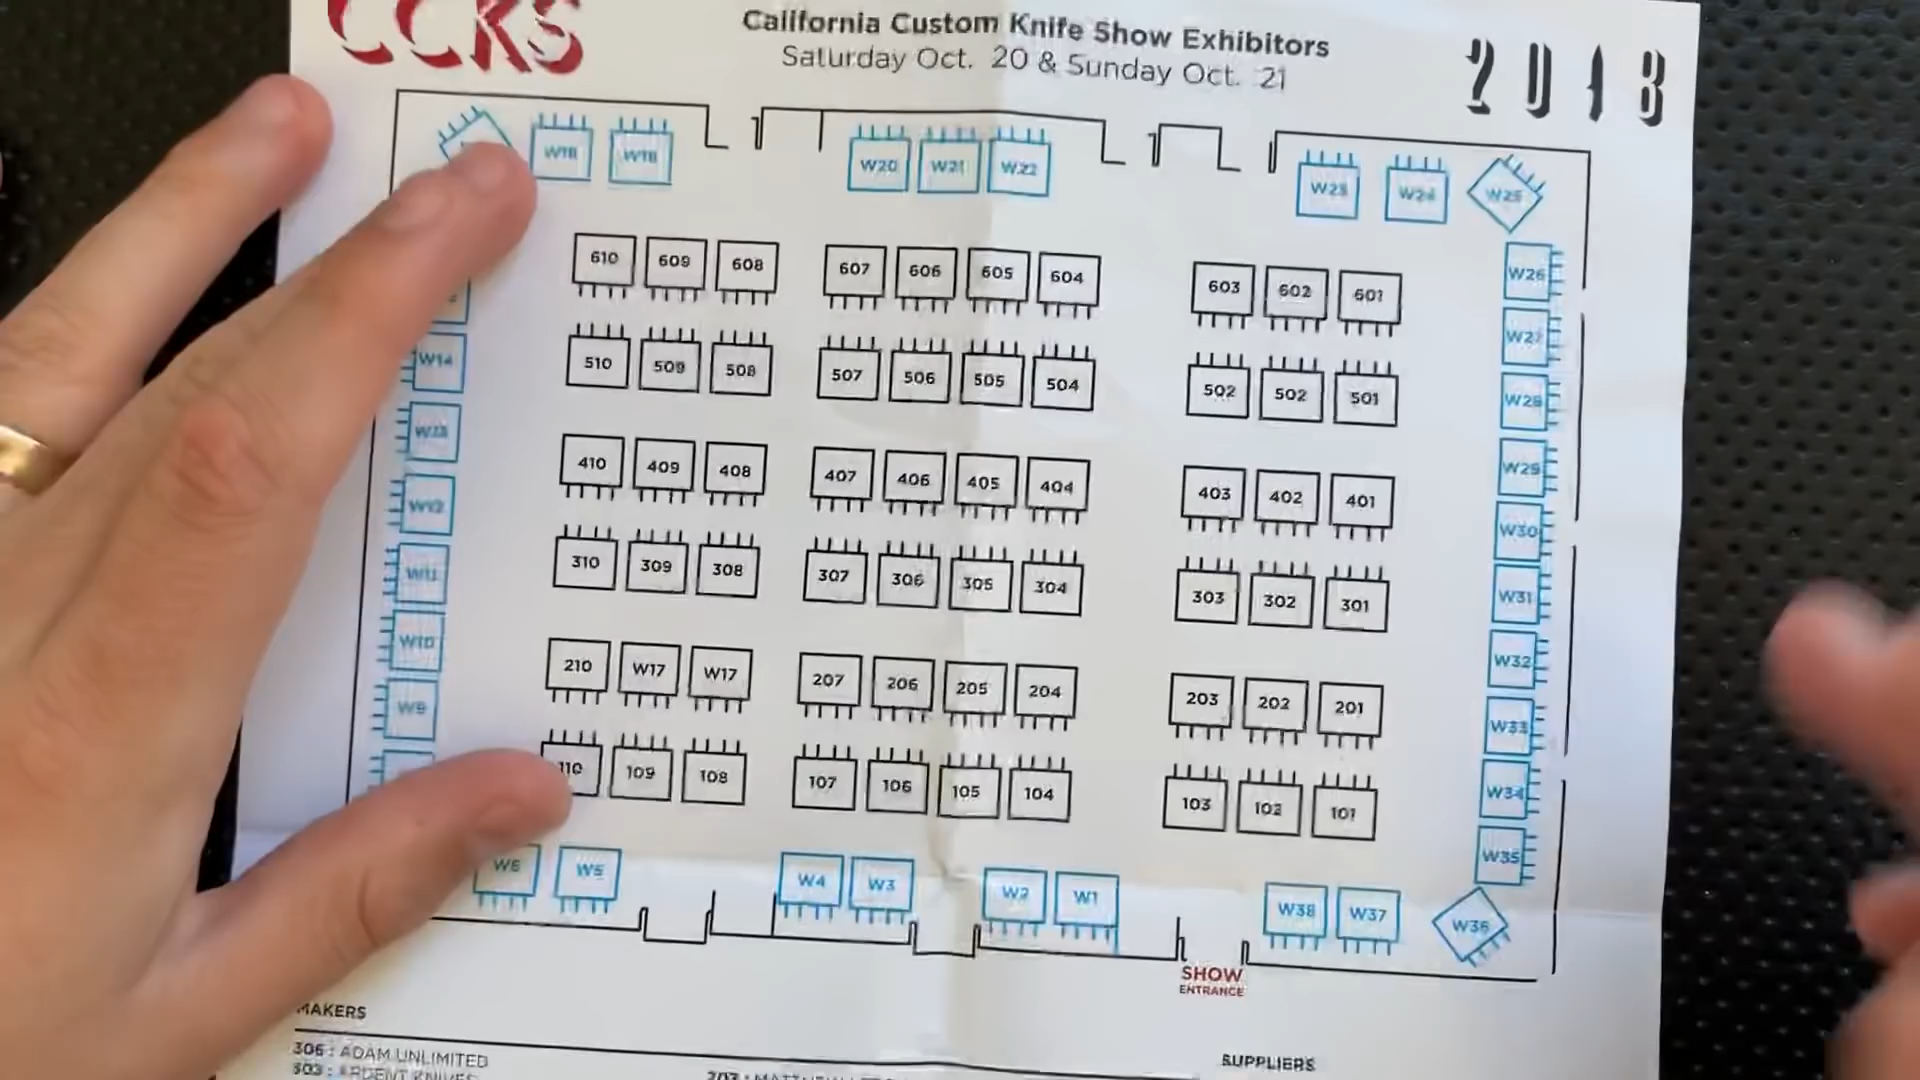 CCKS
California Custom Knife Show Exhibitors
Saturday Oct. 20 & Sunday Oct. 21
2018
W18 W20 W21 W22 W23 W24 W25
610 609 608 607 606 605 604 603 602 601 W26
W27
510 509 508 507 506 505 504 502 502 501 W28
W14
W13
410 409 408 407 406 405 404 403 402 401 W29
W12
W30
310 309 308 307 306 305 304 303 302 301 W31
W11
W10
W32
210 W17 W17 207 206 205 204 203 202 201 W33
W9
110 109 108 107 106 105 104 103 102 101 W34
W35
W6 W5 W4 W3 W2 W1 W38 W37 W36
SHOW
ENTRANCE
MAKERS
SUPPLIERS
306 : ADAM UNLIMITED
303 : ARDENT KNIVES